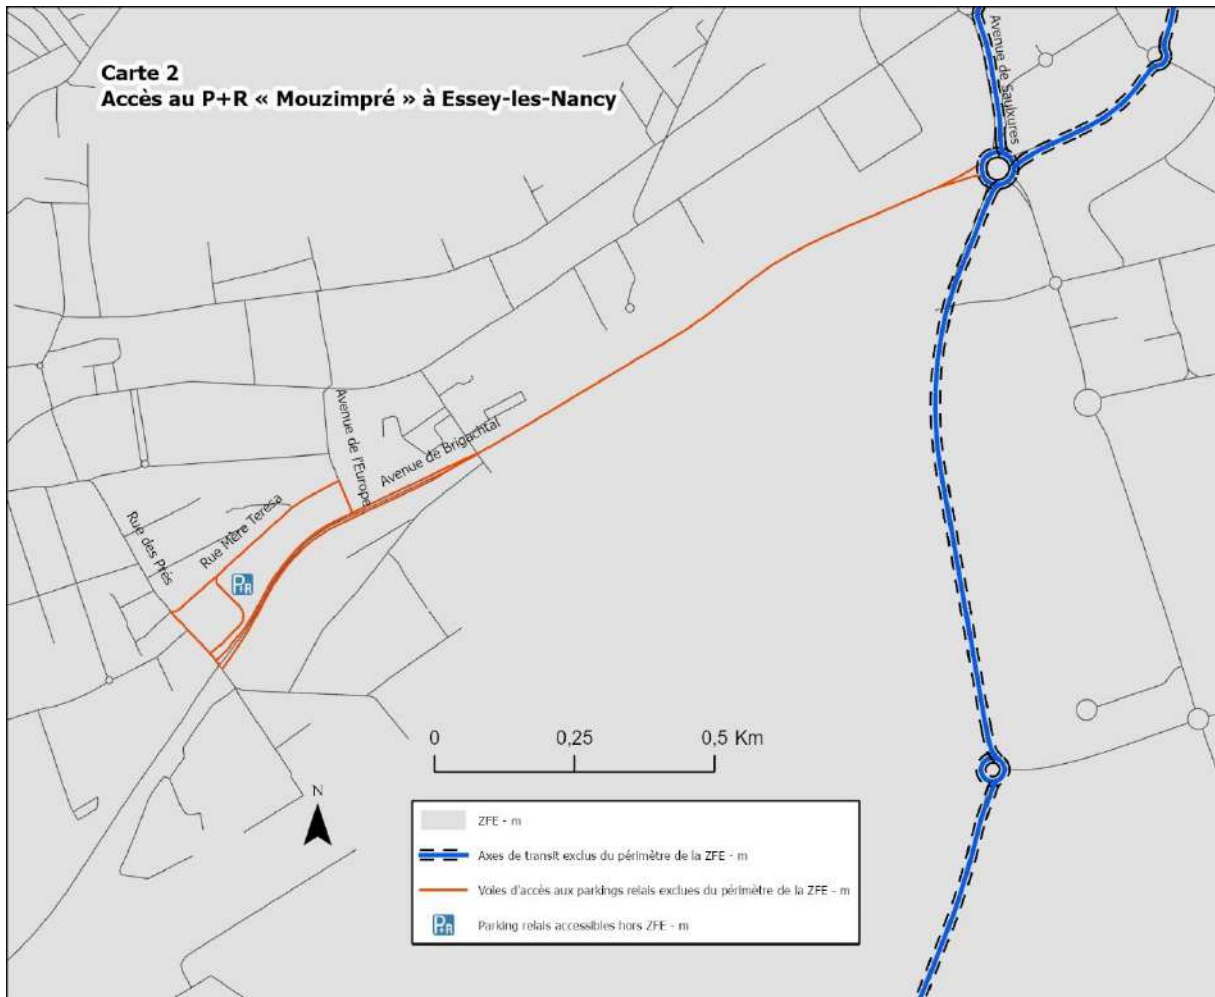 Carte 2
Accès au P+R « Mouzimpré » à Essey-les-Nancy
Avenue de Saulxures
Avenue de l'Europe
Avenue de Brigachtal
Rue Mère Teresa
Rue des Prés
P+R
0 0,25 0,5 Km
N
ZFE - m
Axes de transit exclus du périmètre de la ZFE - m
Voies d'accès aux parkings relais exclues du périmètre de la ZFE - m
P+R
Parking relais accessibles hors ZFE - m